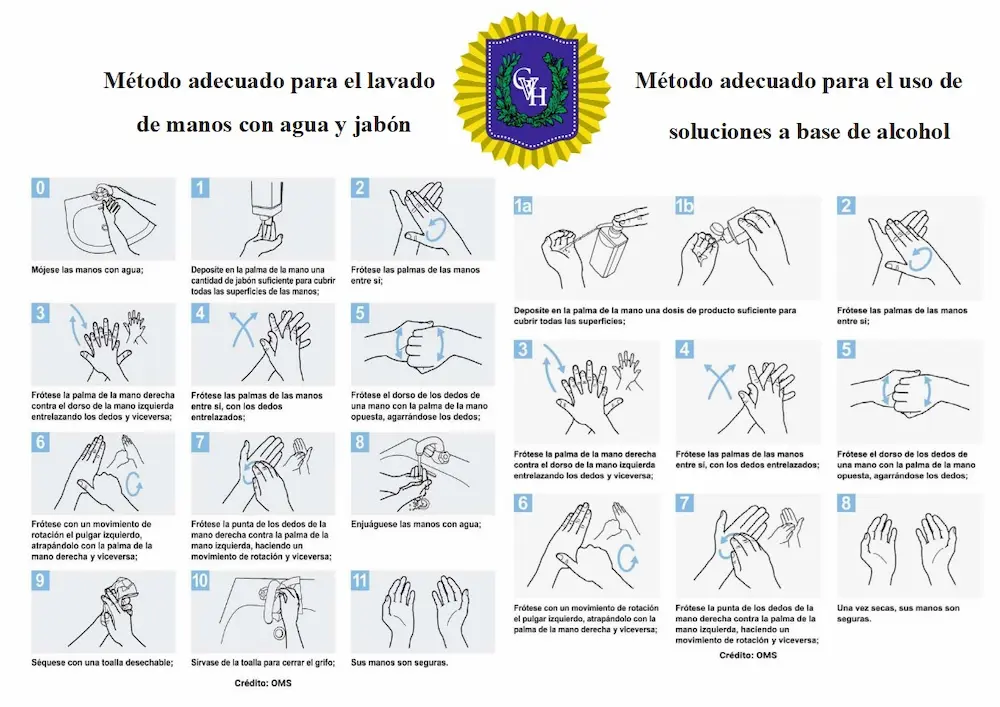 Método adecuado para el lavado
de manos con agua y jabón
CVH
Método adecuado para el uso de
soluciones a base de alcohol
0
Mójese las manos con agua;
1
Deposite en la palma de la mano una
cantidad de jabón suficiente para cubrir
todas las superficies de las manos;
2
Frótese las palmas de las manos
entre sí;
3
Frótese la palma de la mano derecha
contra el dorso de la mano izquierda
entrelazando los dedos y viceversa;
4
Frótese las palmas de las manos
entre sí, con los dedos
entrelazados;
5
Frótese el dorso de los dedos de
una mano con la palma de la mano
opuesta, agarrándose los dedos;
6
Frótese con un movimiento de
rotación el pulgar izquierdo,
atrapándolo con la palma de la
mano derecha y viceversa;
7
Frótese la punta de los dedos de la
mano derecha contra la palma de la
mano izquierda, haciendo un
movimiento de rotación y viceversa;
8
Enjuáguese las manos con agua;
9
Séquese con una toalla desechable;
10
Sírvase de la toalla para cerrar el grifo;
11
Sus manos son seguras.
Crédito: OMS
1a
1b
Deposite en la palma de la mano una dosis de producto suficiente para
cubrir todas las superficies;
2
Frótese las palmas de las manos
entre sí;
3
Frótese la palma de la mano derecha
contra el dorso de la mano izquierda
entrelazando los dedos y viceversa;
4
Frótese las palmas de las manos
entre sí, con los dedos entrelazados;
5
Frótese el dorso de los dedos de
una mano con la palma de la mano
opuesta, agarrándose los dedos;
6
Frótese con un movimiento de rotación
el pulgar izquierdo, atrapándolo con la
palma de la mano derecha y viceversa;
7
Frótese la punta de los dedos de la
mano derecha contra la palma de la
mano izquierda, haciendo un
movimiento de rotación y viceversa;
8
Una vez secas, sus manos son
seguras.
Crédito: OMS